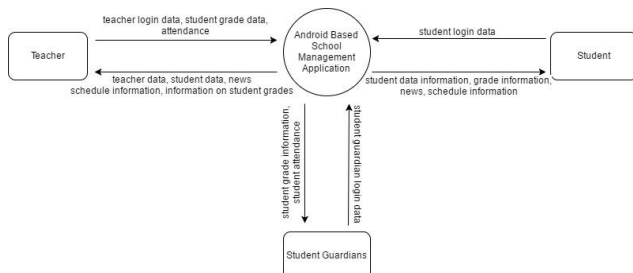 teacher login data, student grade data,
attendance
Teacher
teacher data, student data, news
schedule information, information on student grades
Android Based
School
Management
Application
student login data
Student
student data information, grade information,
news, schedule information
student grade information,
student attendance
student guardian login data
Student Guardians